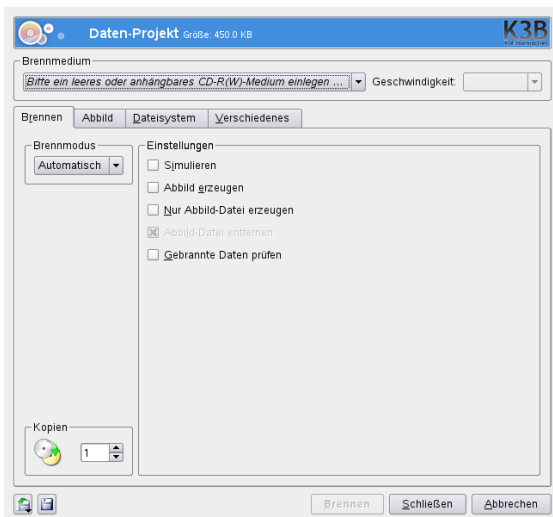 Daten-Projekt Größe: 450.0 KB
K3B
Brennmedium
Bitte ein leeres oder anhängbares CD-R(W)-Medium einlegen ...
Geschwindigkeit:
Brennen Abbild Dateisystem Verschiedenes
Brennmodus
Automatisch
Einstellungen
Simulieren
Abbild erzeugen
Nur Abbild-Datei erzeugen
Abbild-Datei entfernen
Gebrannte Daten prüfen
Kopien
1
Brennen Schließen Abbrechen